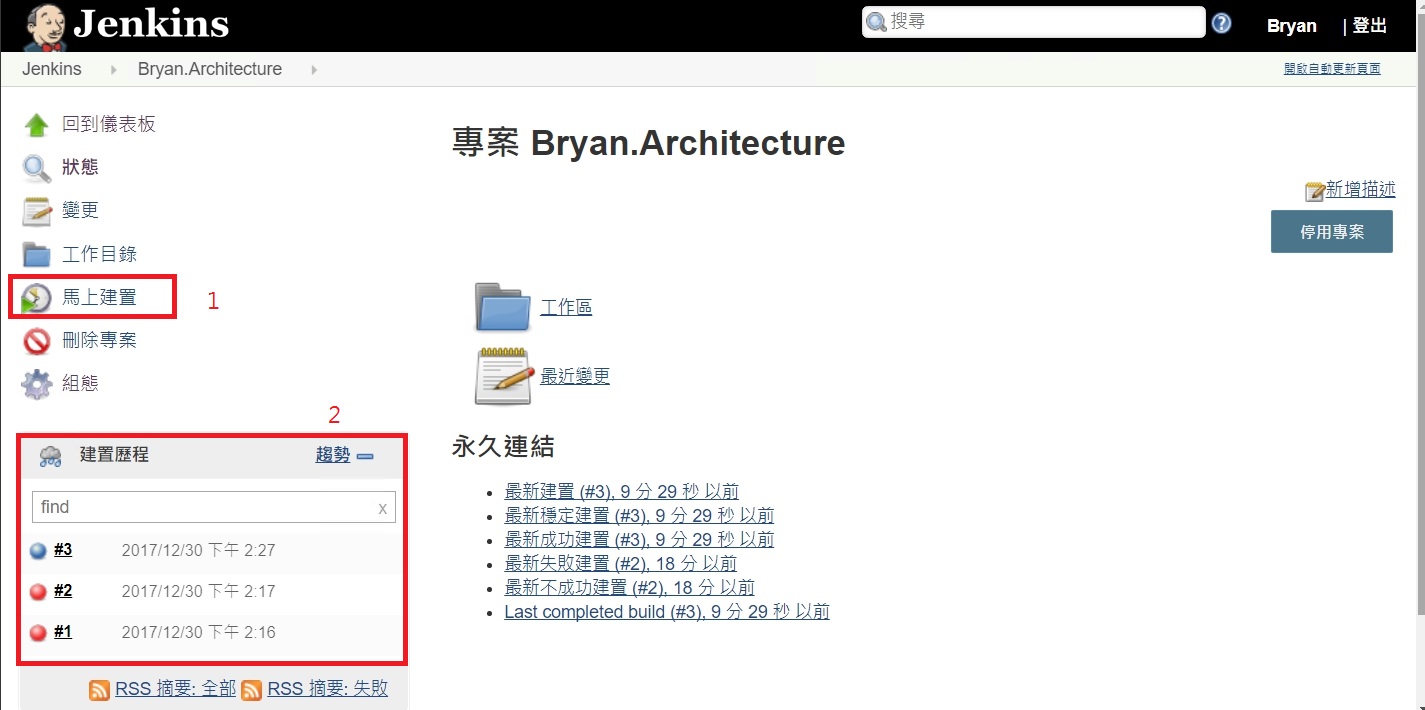 Jenkins
搜尋
Bryan | 登出
Jenkins Bryan.Architecture
開啟自動更新頁面
回到儀表板
狀態
變更
工作目錄
馬上建置 1
刪除專案
組態
2
建置歷程 趨勢
find x
#3 2017/12/30 下午 2:27
#2 2017/12/30 下午 2:17
#1 2017/12/30 下午 2:16
RSS 摘要: 全部 RSS 摘要: 失敗
專案 Bryan.Architecture
新增描述
停用專案
工作區
最近變更
永久連結
最新建置 (#3), 9 分 29 秒 以前
最新穩定建置 (#3), 9 分 29 秒 以前
最新成功建置 (#3), 9 分 29 秒 以前
最新失敗建置 (#2), 18 分 以前
最新不成功建置 (#2), 18 分 以前
Last completed build (#3), 9 分 29 秒 以前